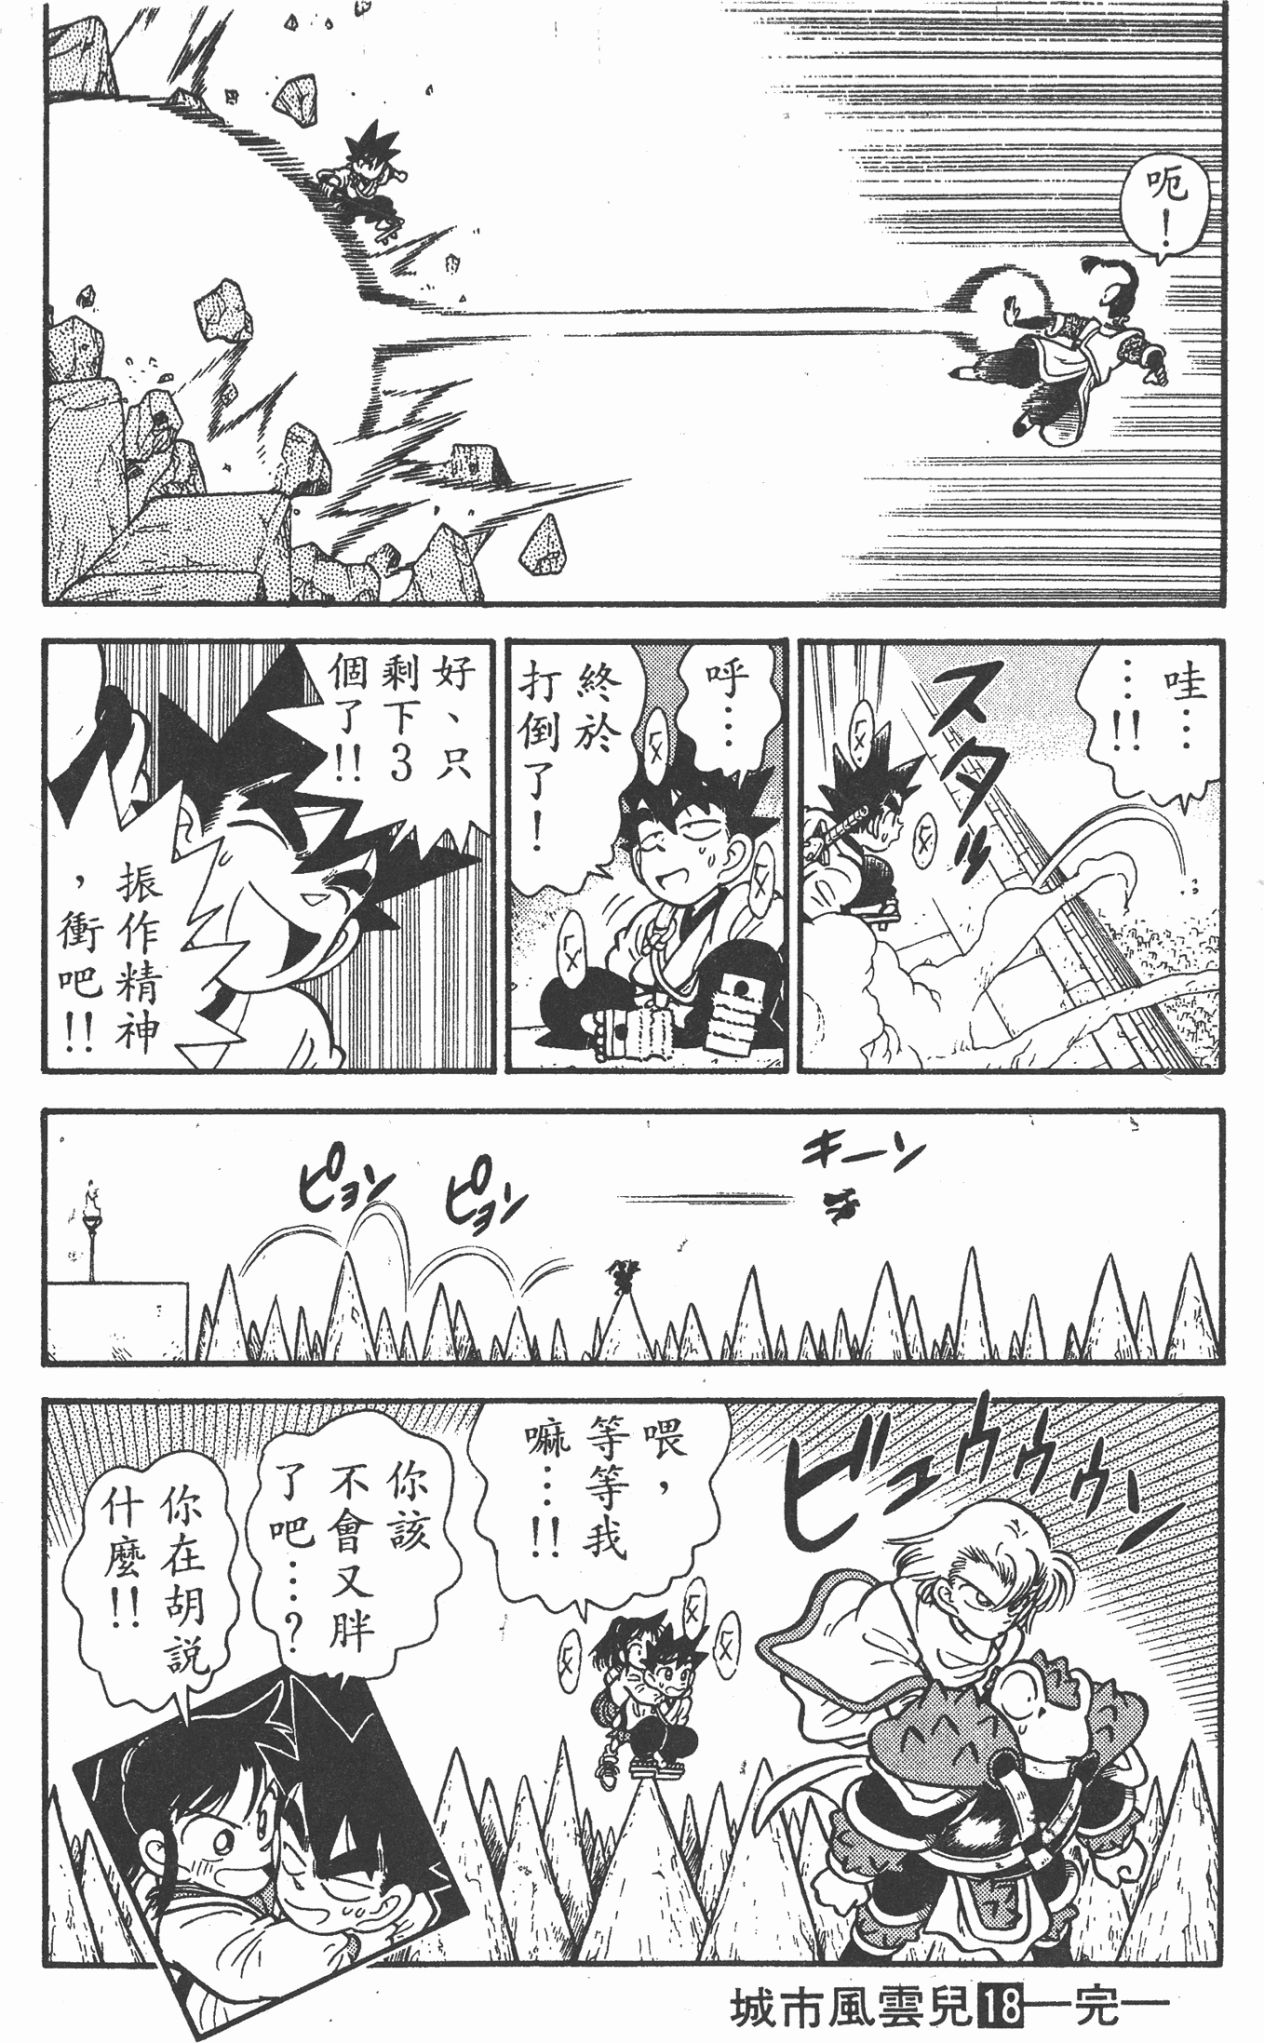 呃！
哇…
…!!
スタッ
呼…
終於
打倒了！
好、只
剩下3
個了!!
振作精神
，衝吧!!
キーン
ピョン
ピョン
ビュウウウン
喂，
等等我
嘛…!!
你該
不會又胖
了吧…?
你在胡說
什麼!!
城市風雲兒18—完—